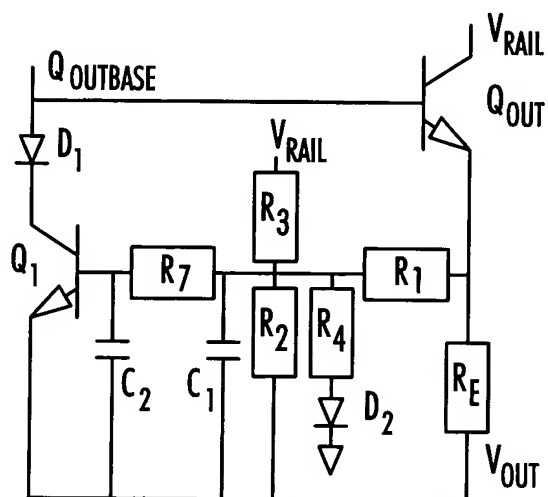 V_RAIL
Q_OUTBASE
Q_OUT
D_1
V_RAIL
R_3
Q_1
R_7
R_1
R_2
R_4
C_2
C_1
D_2
R_E
V_OUT